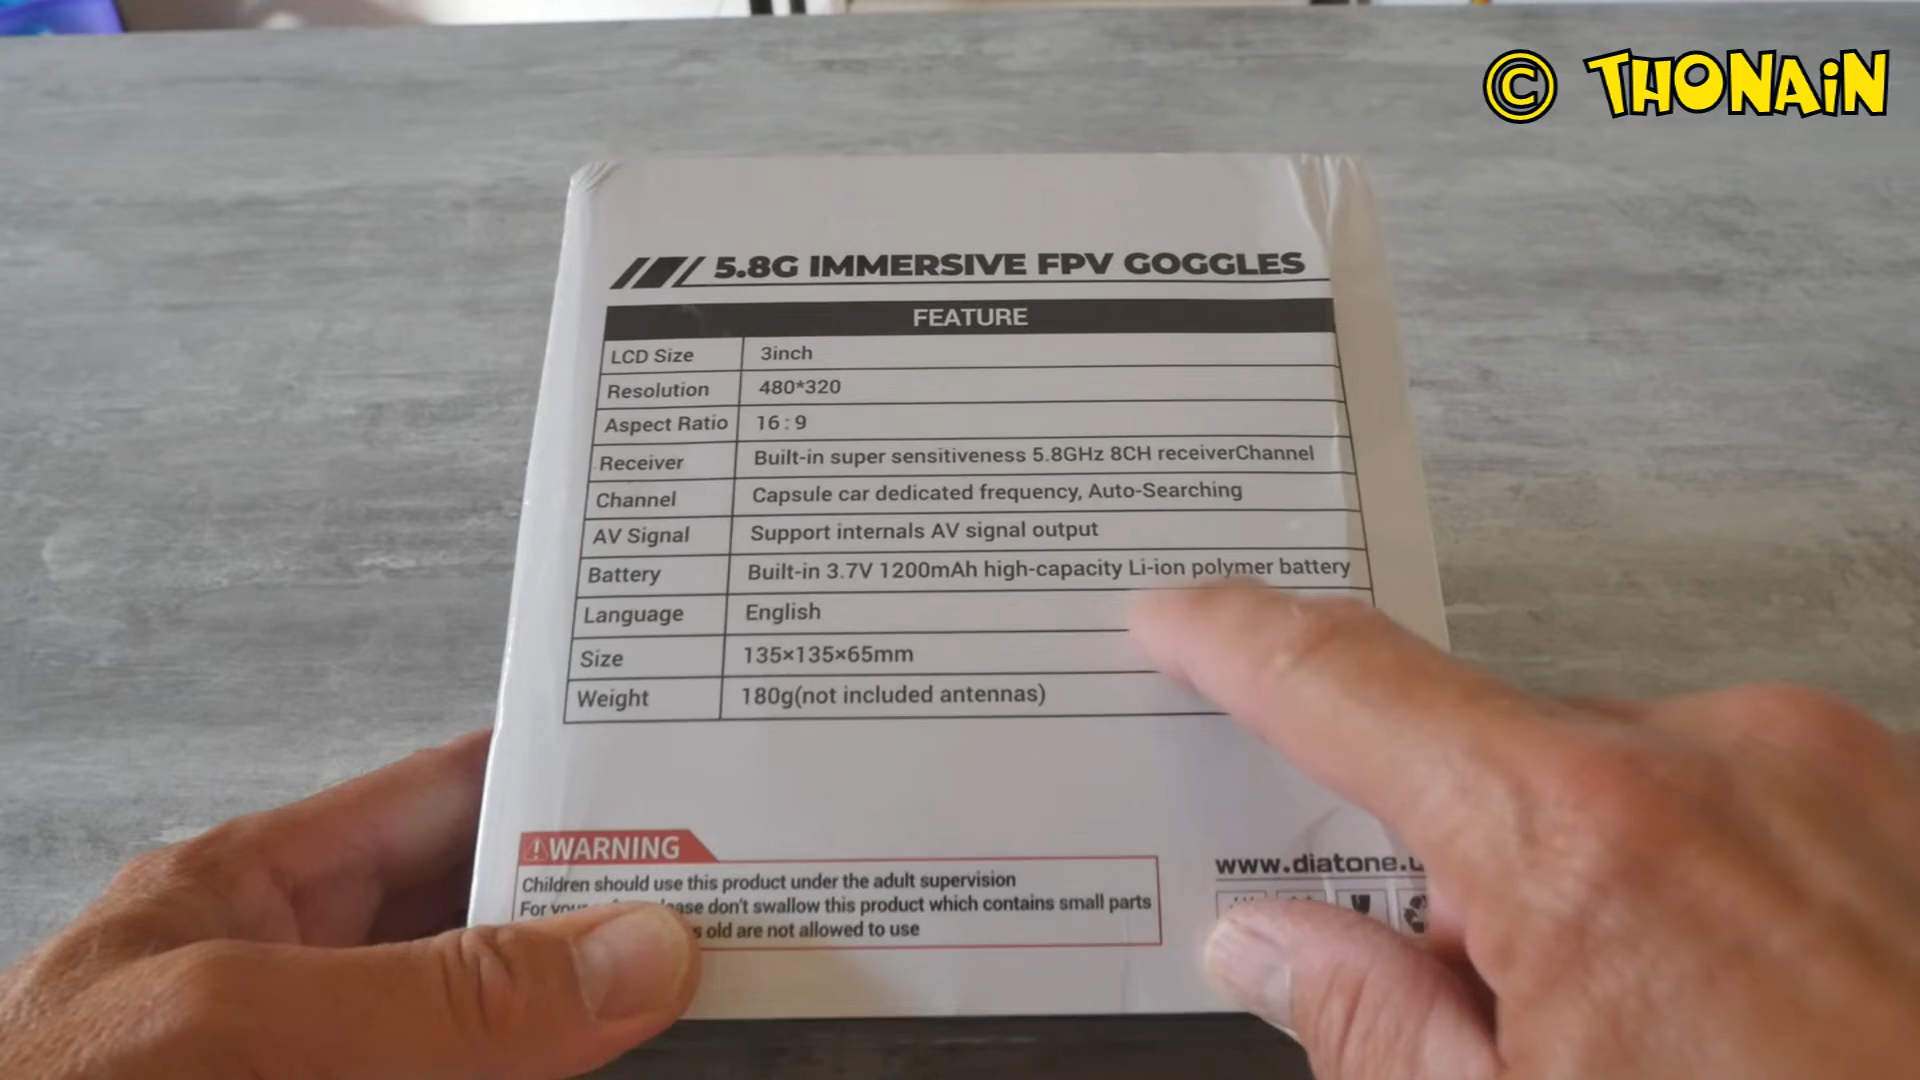 © THONAiN
5.8G IMMERSIVE FPV GOGGLES
FEATURE
LCD Size 3inch
Resolution 480*320
Aspect Ratio 16 : 9
Receiver Built-in super sensitiveness 5.8GHz 8CH receiverChannel
Channel Capsule car dedicated frequency, Auto-Searching
AV Signal Support internals AV signal output
Battery Built-in 3.7V 1200mAh high-capacity Li-ion polymer battery
Language English
Size 135×135×65mm
Weight 180g(not included antennas)
WARNING
Children should use this product under the adult supervision
For don't swallow this product which contains small parts
old are not allowed to use
www.diatone.